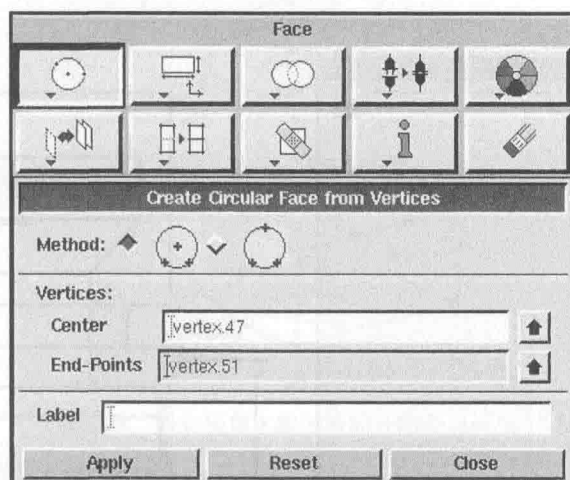 Face
Create Circular Face from Vertices
Method:
Vertices:
Center vertex.47
End-Points vertex.51
Label
Apply Reset Close